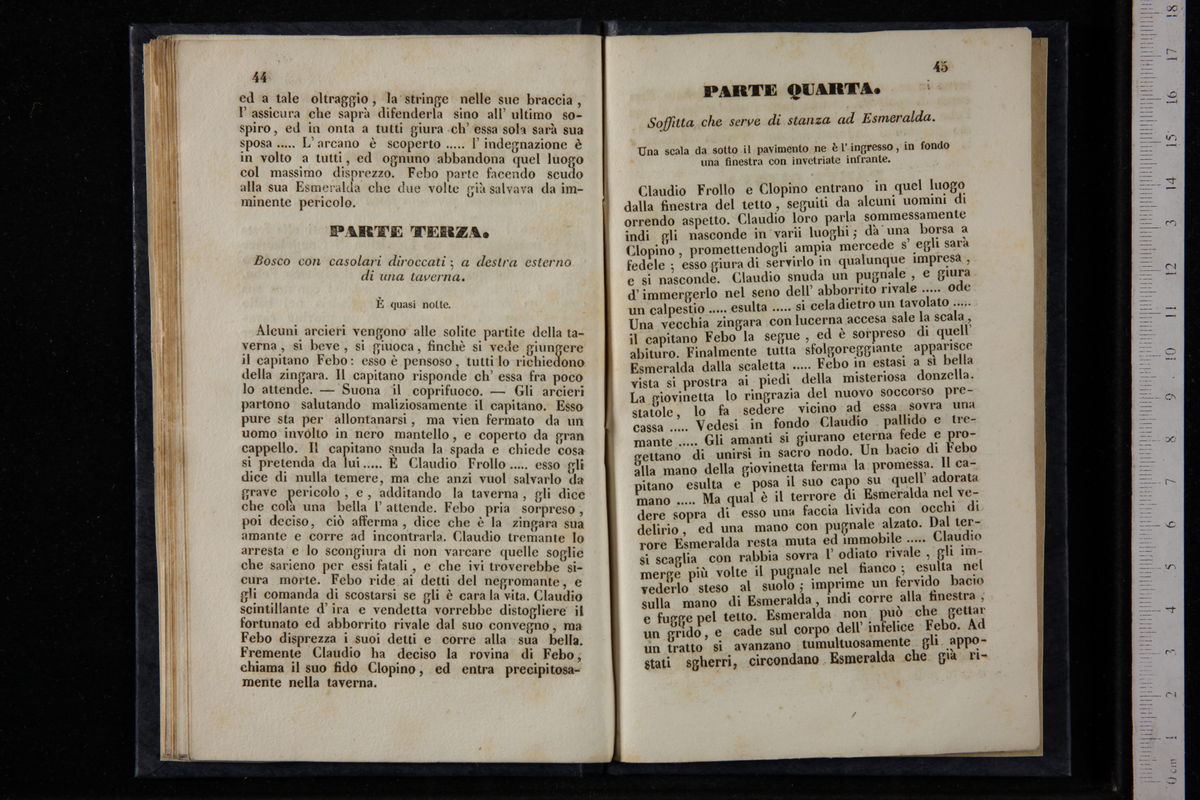 44
ed a tale oltraggio, la stringe nelle sue braccia,
l' assicura che saprà difenderla sino all' ultimo so-
spiro, ed in onta a tutti giura ch' essa sola sarà sua
sposa ..... L' arcano è scoperto ..... l' indegnazione è
in volto a tutti, ed ognuno abbandona quel luogo
col massimo disprezzo. Febo parte facendo scudo
alla sua Esmeralda che due volte già salvava da im-
minente pericolo.
PARTE TERZA.
Bosco con casolari diroccati; a destra esterno
di una taverna.
È quasi notte.
Alcuni arcieri vengono alle solite partite della ta-
verna, si beve, si giuoca, finchè si vede giungere
il capitano Febo: esso è pensoso, tutti lo richiedono
della zingara. Il capitano risponde ch' essa fra poco
lo attende. — Suona il coprifuoco. — Gli arcieri
partono salutando maliziosamente il capitano. Esso
pure sta per allontanarsi, ma vien fermato da un
uomo involto in nero mantello, e coperto da gran
cappello. Il capitano snuda la spada e chiede cosa
si pretenda da lui..... È Claudio Frollo ..... esso gli
dice di nulla temere, ma che anzi vuol salvarlo da
grave pericolo, e, additando la taverna, gli dice
che colà una bella l' attende. Febo pria sorpreso,
poi deciso, ciò afferma, dice che è la zingara sua
amante e corre ad incontrarla. Claudio tremante lo
arresta e lo scongiura di non varcare quelle soglie
che sarieno per essi fatali, e che ivi troverebbe si-
cura morte. Febo ride ai detti del negromante, e
gli comanda di scostarsi se gli è cara la vita. Claudio
scintillante d' ira e vendetta vorrebbe distogliere il
fortunato ed abborrito rivale dal suo convegno, ma
Febo disprezza i suoi detti e corre alla sua bella.
Fremente Claudio ha deciso la rovina di Febo,
chiama il suo fido Clopino, ed entra precipitosa-
mente nella taverna.
45
PARTE QUARTA.
Soffitta che serve di stanza ad Esmeralda.
Una scala da sotto il pavimento ne è l' ingresso, in fondo
una finestra con invetriate infrante.
Claudio Frollo e Clopino entrano in quel luogo
dalla finestra del tetto, seguiti da alcuni uomini di
orrendo aspetto. Claudio loro parla sommessamente
indi gli nasconde in varii luoghi; dà una borsa a
Clopino, promettendogli ampia mercede s' egli sarà
fedele; esso giura di servirlo in qualunque impresa,
e si nasconde. Claudio snuda un pugnale, e giura
d' immergerlo nel seno dell' abborrito rivale ..... ode
un calpestio ..... esulta ..... si cela dietro un tavolato .....
Una vecchia zingara con lucerna accesa sale la scala,
il capitano Febo la segue, ed è sorpreso di quell'
abituro. Finalmente tutta sfolgoreggiante apparisce
Esmeralda dalla scaletta ..... Febo in estasi a sì bella
vista si prostra ai piedi della misteriosa donzella.
La giovinetta lo ringrazia del nuovo soccorso pre-
statole, lo fa sedere vicino ad essa sovra una
cassa ..... Vedesi in fondo Claudio pallido e tre-
mante ..... Gli amanti si giurano eterna fede e pro-
gettano di unirsi in sacro nodo. Un bacio di Febo
alla mano della giovinetta ferma la promessa. Il ca-
pitano esulta e posa il suo capo su quell' adorata
mano ..... Ma qual è il terrore di Esmeralda nel ve-
dere sopra di esso una faccia livida con occhi di
delirio, ed una mano con pugnale alzato. Dal ter-
rore Esmeralda resta muta ed immobile ..... Claudio
si scaglia con rabbia sovra l' odiato rivale, gli im-
merge più volte il pugnale nel fianco; esulta nel
vederlo steso al suolo; imprime un fervido bacio
sulla mano di Esmeralda, indi corre alla finestra,
e fugge pel tetto. Esmeralda non può che gettar
un grido, e cade sul corpo dell' infelice Febo. Ad
un tratto si avanzano tumultuosamente gli appo-
stati sgherri, circondano Esmeralda che già ri-
0 cm 1 2 3 4 5 6 7 8 9 10 11 12 13 14 15 16 17 18